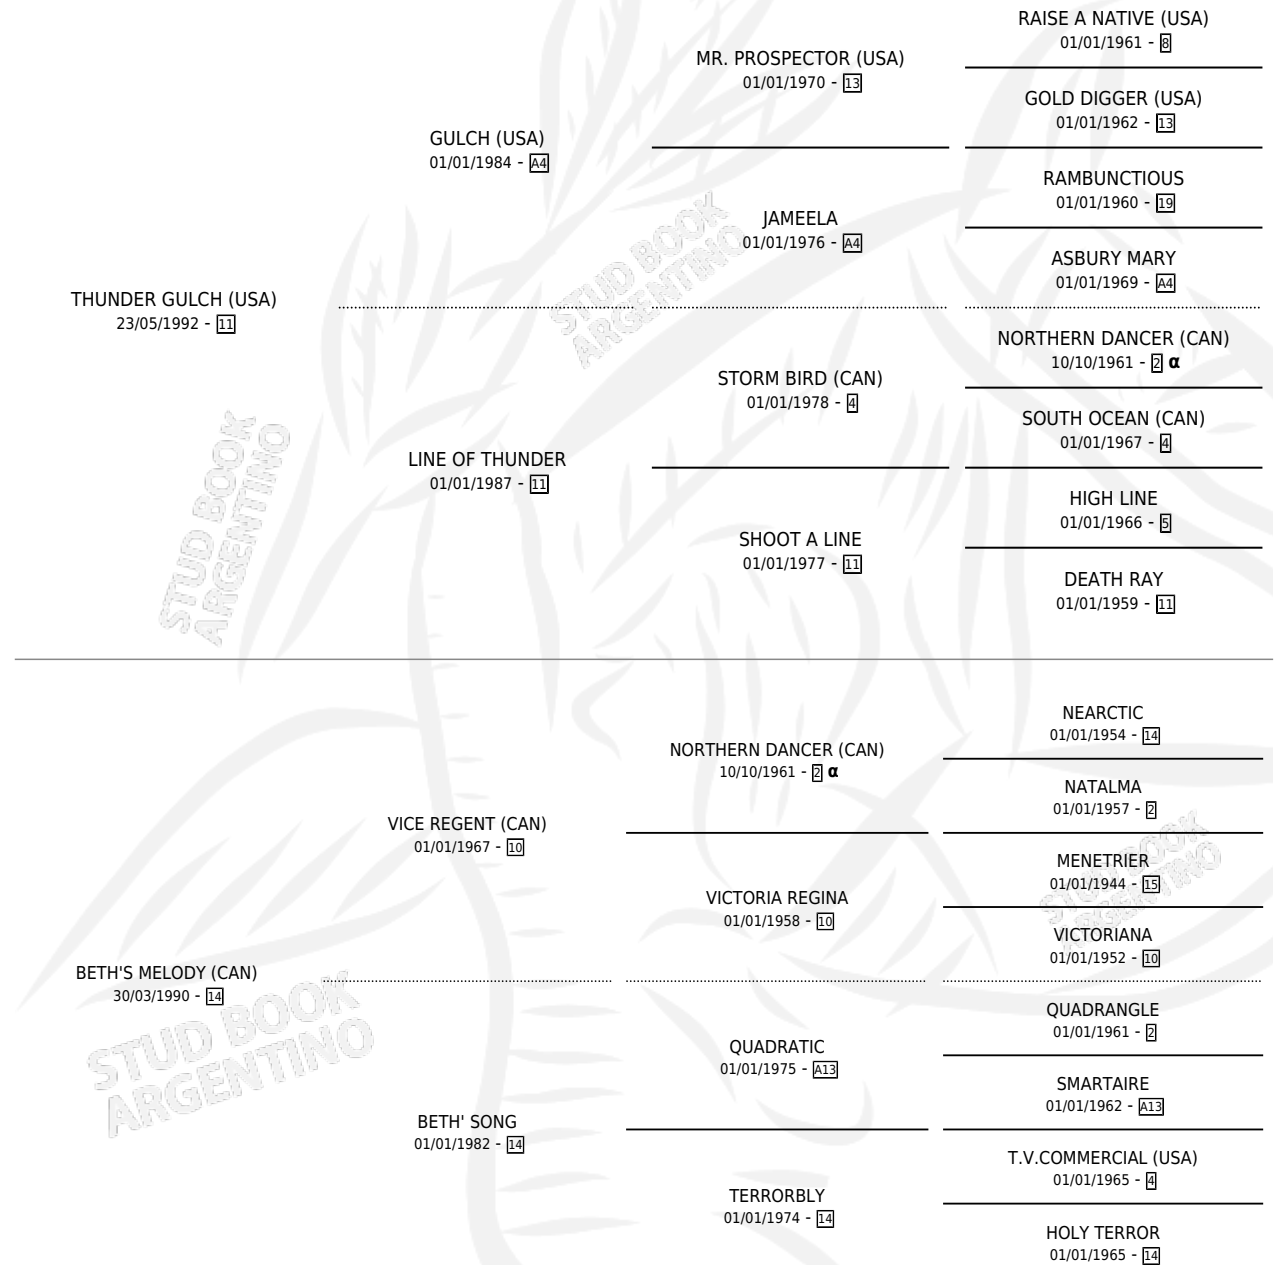 RAISE A NATIVE (USA)
01/01/1961 - 8
MR. PROSPECTOR (USA)
01/01/1970 - 13
GOLD DIGGER (USA)
01/01/1962 - 13
GULCH (USA)
01/01/1984 - A4
RAMBUNCTIOUS
01/01/1960 - 19
JAMEELA
01/01/1976 - A4
ASBURY MARY
01/01/1969 - A4
THUNDER GULCH (USA)
23/05/1992 - 11
NORTHERN DANCER (CAN)
10/10/1961 - 2 α
STORM BIRD (CAN)
01/01/1978 - 4
SOUTH OCEAN (CAN)
01/01/1967 - 4
LINE OF THUNDER
01/01/1987 - 11
HIGH LINE
01/01/1966 - 5
SHOOT A LINE
01/01/1977 - 11
DEATH RAY
01/01/1959 - 11
STUD BOOK
ARGENTINO
STUD BOOK
ARGENTINO
NEARCTIC
01/01/1954 - 14
NORTHERN DANCER (CAN)
10/10/1961 - 2 α
NATALMA
01/01/1957 - 2
VICE REGENT (CAN)
01/01/1967 - 10
MENETRIER
01/01/1944 - 15
VICTORIA REGINA
01/01/1958 - 10
VICTORIANA
01/01/1952 - 10
BETH'S MELODY (CAN)
30/03/1990 - 14
QUADRANGLE
01/01/1961 - 2
QUADRATIC
01/01/1975 - A13
SMARTAIRE
01/01/1962 - A13
BETH' SONG
01/01/1982 - 14
T.V.COMMERCIAL (USA)
01/01/1965 - 4
TERRORBLY
01/01/1974 - 14
HOLY TERROR
01/01/1965 - 14
STUD BOOK
ARGENTINO
STUD BOOK
ARGENTINO